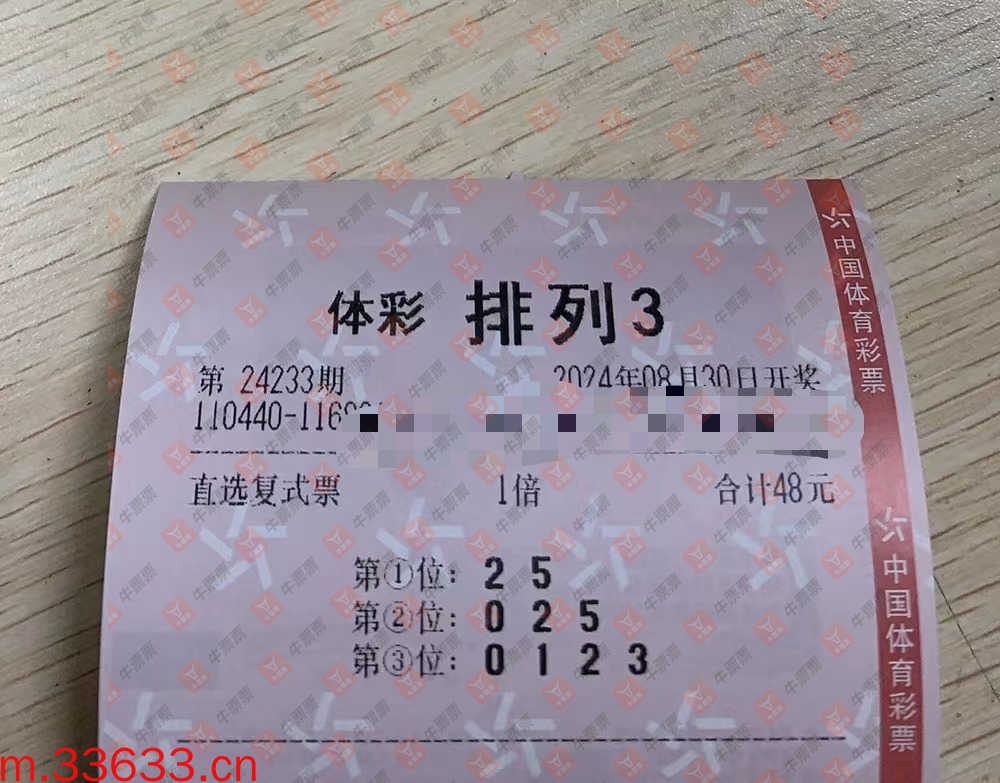 体彩 排列3
第 24233期 2024年08月30日开奖
110440-116
直选复式票 1倍 合计48元
第①位: 2 5
第②位: 0 2 5
第③位: 0 1 2 3
中国体育彩票
中国体育彩票
m.33633.cn
牛票票